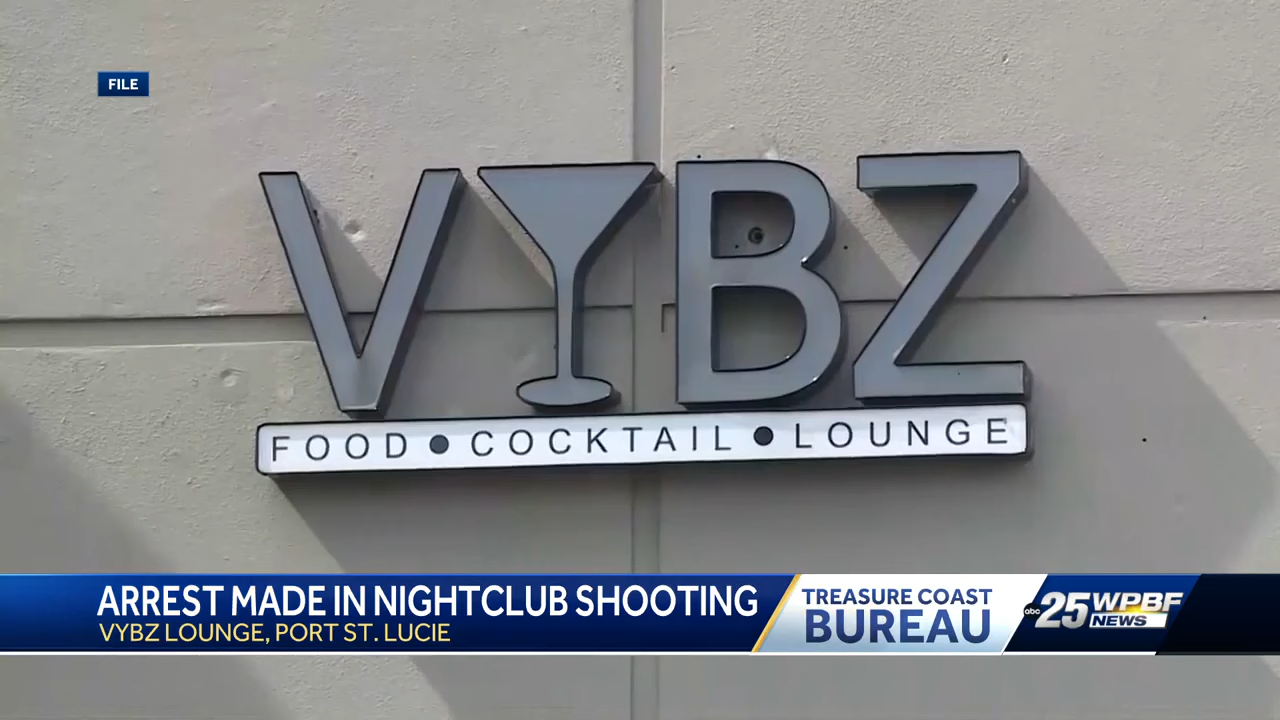 FILE
VYBZ
FOOD • COCKTAIL • LOUNGE
ARREST MADE IN NIGHTCLUB SHOOTING
VYBZ LOUNGE, PORT ST. LUCIE
TREASURE COAST
BUREAU
abc 25 WPBF
NEWS